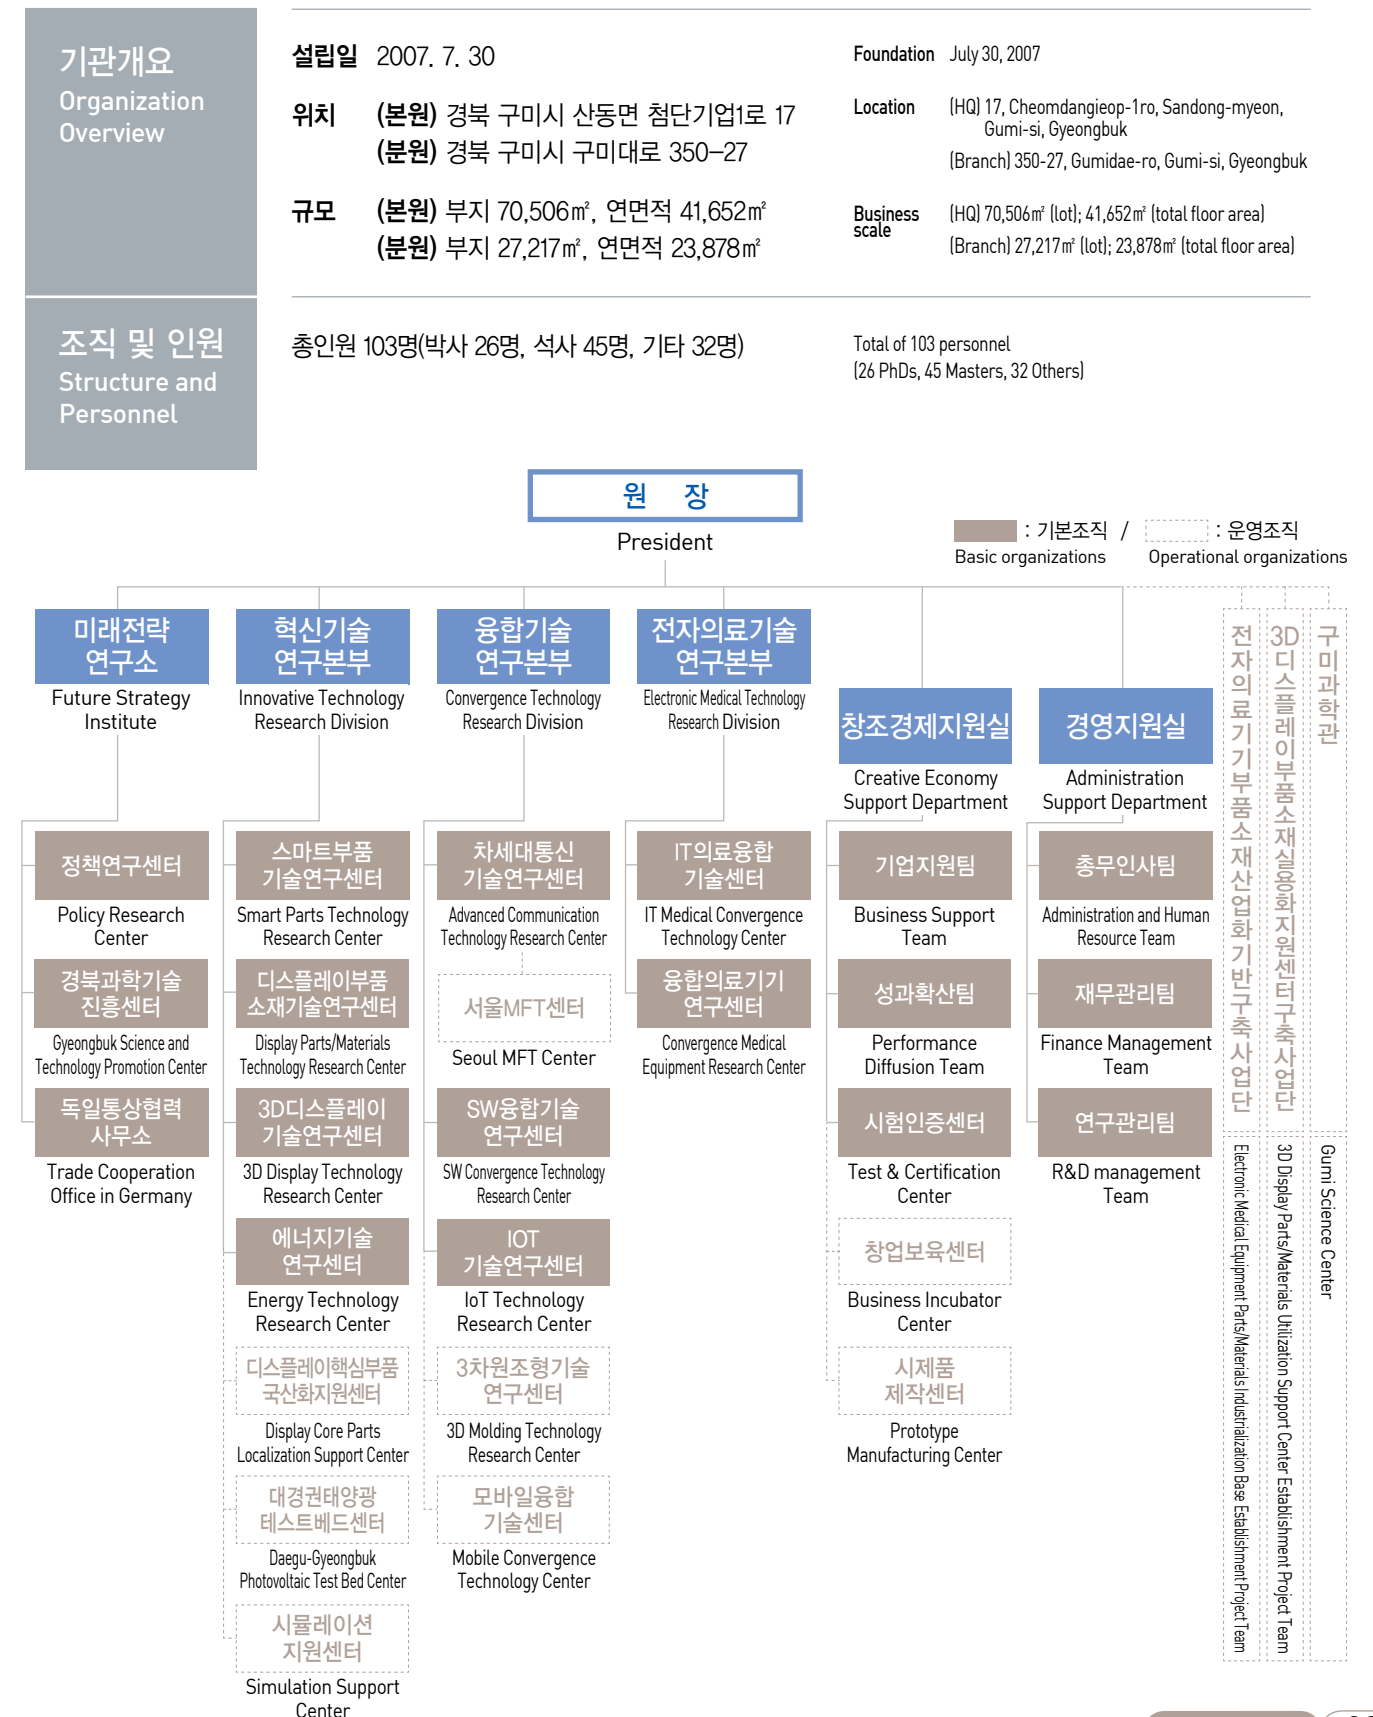 기관개요
Organization
Overview
설립일 2007. 7. 30
위치 (본원) 경북 구미시 산동면 첨단기업1로 17
(분원) 경북 구미시 구미대로 350-27
규모 (본원) 부지 70,506㎡, 연면적 41,652㎡
(분원) 부지 27,217㎡, 연면적 23,878㎡
Foundation July 30, 2007
Location (HQ) 17, Cheomdangieop-1ro, Sandong-myeon,
Gumi-si, Gyeongbuk
(Branch) 350-27, Gumidae-ro, Gumi-si, Gyeongbuk
Business
scale
(HQ) 70,506㎡ (lot); 41,652㎡ (total floor area)
(Branch) 27,217㎡ (lot); 23,878㎡ (total floor area)
조직 및 인원
Structure and
Personnel
총인원 103명(박사 26명, 석사 45명, 기타 32명)
Total of 103 personnel
(26 PhDs, 45 Masters, 32 Others)
원 장
President
: 기본조직 / : 운영조직
Basic organizations Operational organizations
미래전략
연구소
Future Strategy
Institute
정책연구센터
Policy Research
Center
경북과학기술
진흥센터
Gyeongbuk Science and
Technology Promotion Center
독일통상협력
사무소
Trade Cooperation
Office in Germany
혁신기술
연구본부
Innovative Technology
Research Division
스마트부품
기술연구센터
Smart Parts Technology
Research Center
디스플레이부품
소재기술연구센터
Display Parts/Materials
Technology Research Center
3D디스플레이
기술연구센터
3D Display Technology
Research Center
에너지기술
연구센터
Energy Technology
Research Center
디스플레이핵심부품
국산화지원센터
Display Core Parts
Localization Support Center
대경권태양광
테스트베드센터
Daegu-Gyeongbuk
Photovoltaic Test Bed Center
시뮬레이션
지원센터
Simulation Support
Center
융합기술
연구본부
Convergence Technology
Research Division
차세대통신
기술연구센터
Advanced Communication
Technology Research Center
서울MFT센터
Seoul MFT Center
SW융합기술
연구센터
SW Convergence Technology
Research Center
IOT
기술연구센터
IoT Technology
Research Center
3차원조형기술
연구센터
3D Molding Technology
Research Center
모바일융합
기술센터
Mobile Convergence
Technology Center
전자의료기술
연구본부
Electronic Medical Technology
Research Division
IT의료융합
기술센터
IT Medical Convergence
Technology Center
융합의료기기
연구센터
Convergence Medical
Equipment Research Center
창조경제지원실
Creative Economy
Support Department
기업지원팀
Business Support
Team
성과확산팀
Performance
Diffusion Team
시험인증센터
Test & Certification
Center
창업보육센터
Business Incubator
Center
시제품
제작센터
Prototype
Manufacturing Center
경영지원실
Administration
Support Department
총무인사팀
Administration and Human
Resource Team
재무관리팀
Finance Management
Team
연구관리팀
R&D management
Team
전자의료기기부품소재산업화기반구축사업단
Electronic Medical Equipment Parts/Materials Industrialization Base Establishment Project Team
3D디스플레이부품소재실용화지원센터구축사업단
3D Display Parts/Materials Utilization Support Center Establishment Project Team
구미과학관
Gumi Science Center